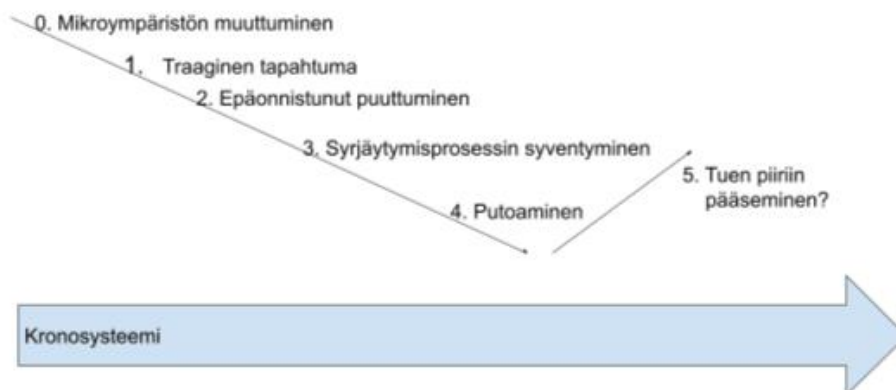 0. Mikroympäristön muuttuminen
1. Traaginen tapahtuma
2. Epäonnistunut puuttuminen
3. Syrjäytymisprosessin syventyminen
4. Putoaminen
5. Tuen piiriin
pääseminen?
Kronosysteemi